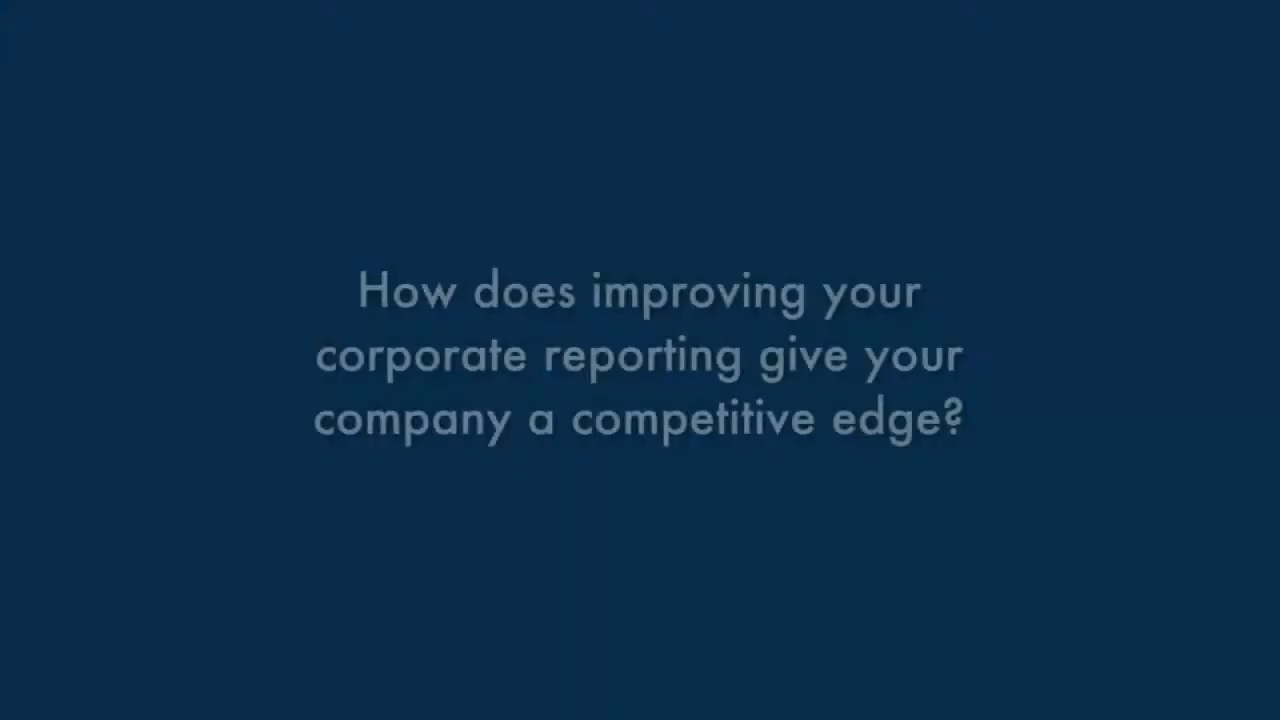 How does improving your
corporate reporting give your
company a competitive edge?